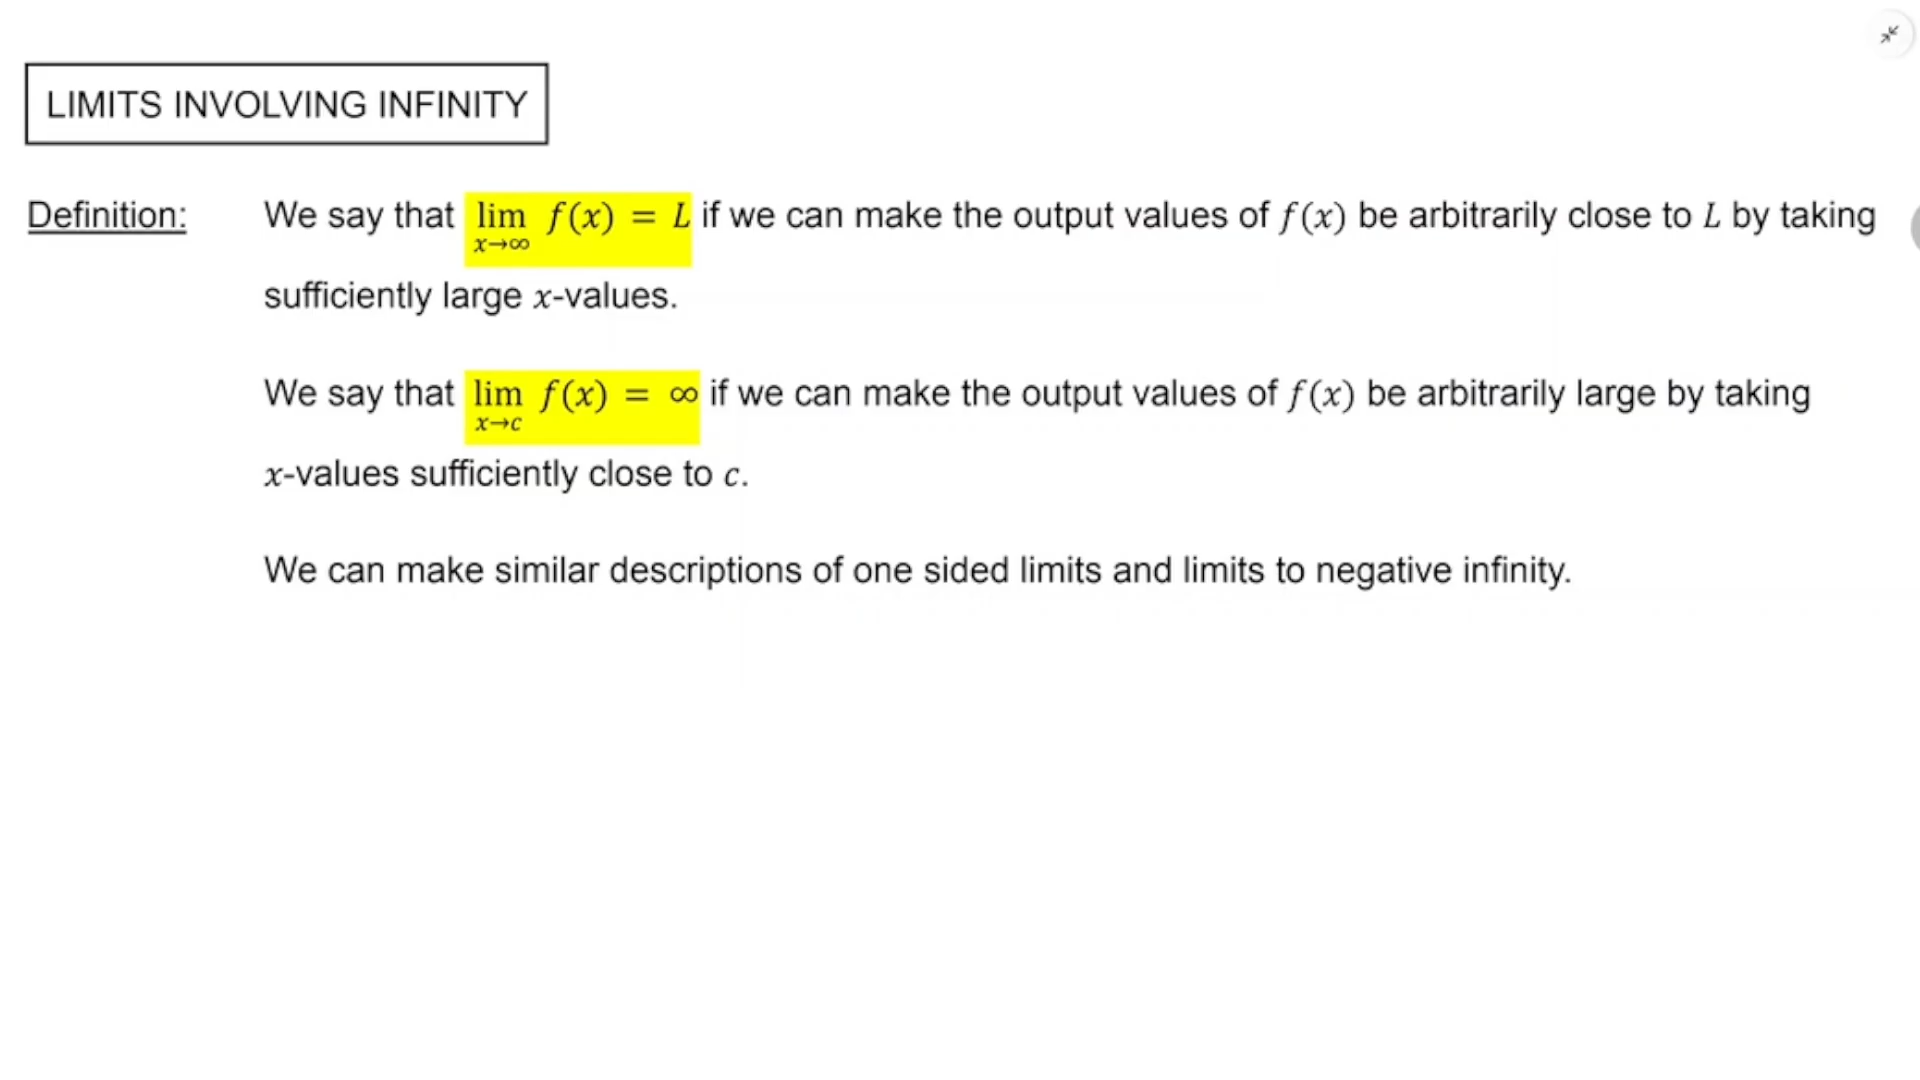 LIMITS INVOLVING INFINITY
Definition: We say that lim x→∞ f(x) = L if we can make the output values of f(x) be arbitrarily close to L by taking
sufficiently large x-values.
We say that lim x→c f(x) = ∞ if we can make the output values of f(x) be arbitrarily large by taking
x-values sufficiently close to c.
We can make similar descriptions of one sided limits and limits to negative infinity.